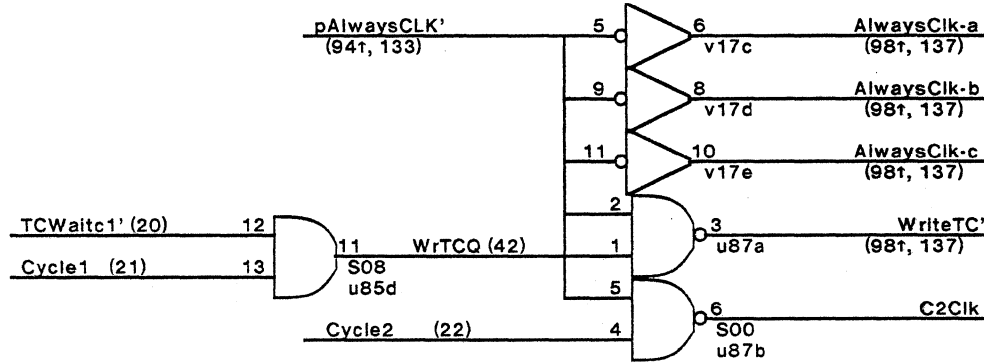 pAlwaysCLK'
(94↑, 133)
5
6
v17c
AlwaysClk-a
(98↑, 137)
9
8
v17d
AlwaysClk-b
(98↑, 137)
11
10
v17e
AlwaysClk-c
(98↑, 137)
TCWaitc1' (20)
12
Cycle1 (21)
13
11
S08
u85d
WrTCQ (42)
2
1
3
u87a
WriteTC'
(98↑, 137)
5
Cycle2 (22)
4
6
S00
u87b
C2Clk